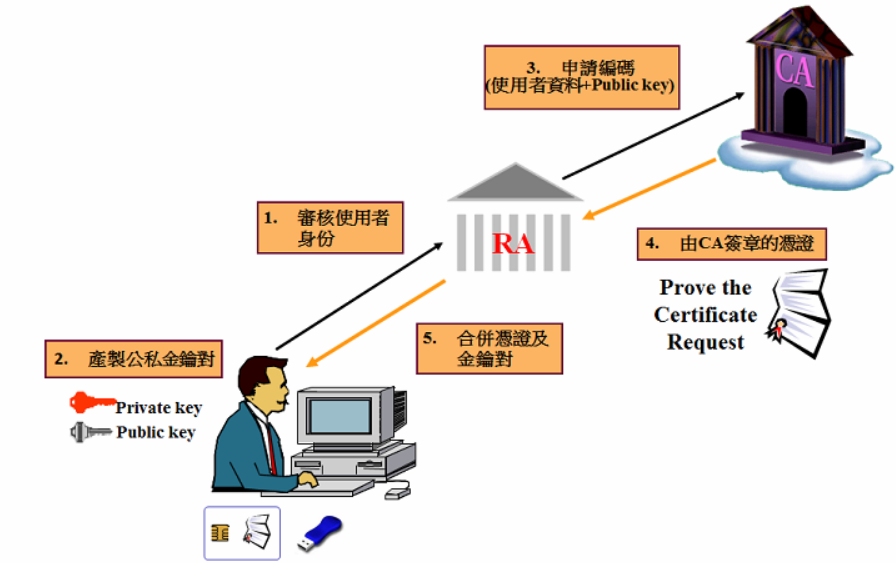 3. 申請編碼
(使用者資料+Public key)
CA
1. 審核使用者
身份
RA
4. 由CA簽章的憑證
Prove the
Certificate
Request
5. 合併憑證及
金鑰對
2. 產製公私金鑰對
Private key
Public key